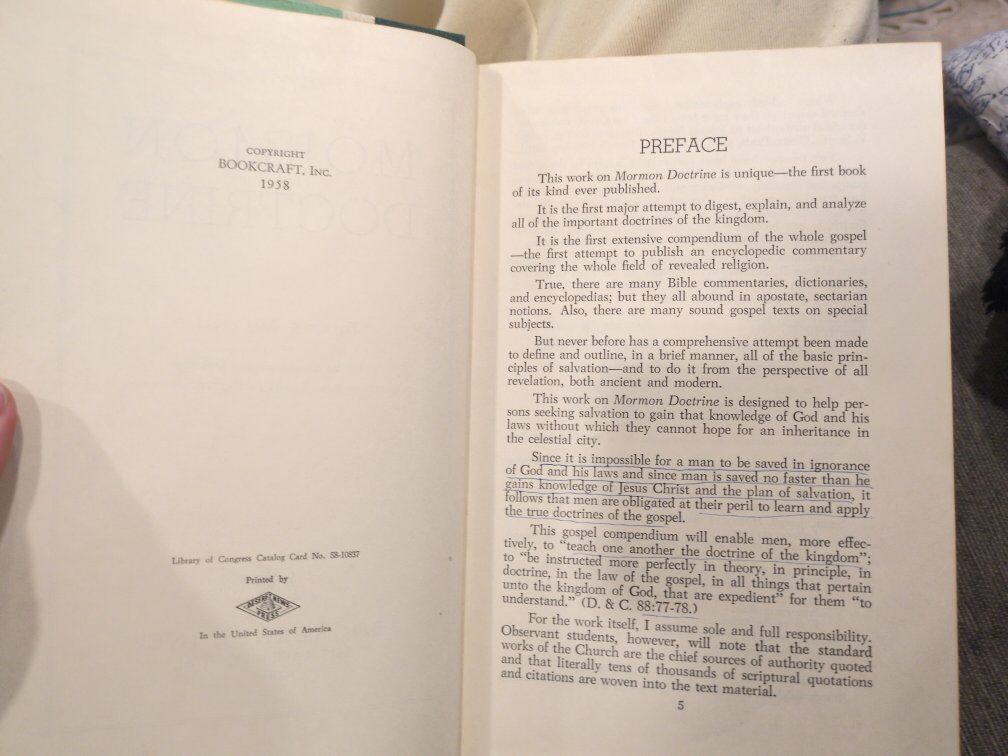 COPYRIGHT
BOOKCRAFT, INC.
1958
Library of Congress Catalog Card No. 58-10837
Printed by
DESERET NEWS
PRESS
In the United States of America
PREFACE
This work on Mormon Doctrine is unique—the first book
of its kind ever published.
It is the first major attempt to digest, explain, and analyze
all of the important doctrines of the kingdom.
It is the first extensive compendium of the whole gospel
—the first attempt to publish an encyclopedic commentary
covering the whole field of revealed religion.
True, there are many Bible commentaries, dictionaries,
and encyclopedias; but they all abound in apostate, sectarian
notions. Also, there are many sound gospel texts on special
subjects.
But never before has a comprehensive attempt been made
to define and outline, in a brief manner, all of the basic prin-
ciples of salvation—and to do it from the perspective of all
revelation, both ancient and modern.
This work on Mormon Doctrine is designed to help per-
sons seeking salvation to gain that knowledge of God and his
laws without which they cannot hope for an inheritance in
the celestial city.
Since it is impossible for a man to be saved in ignorance
of God and his laws and since man is saved no faster than he
gains knowledge of Jesus Christ and the plan of salvation, it
follows that men are obligated at their peril to learn and apply
the true doctrines of the gospel.
This gospel compendium will enable men, more effec-
tively, to "teach one another the doctrine of the kingdom";
to "be instructed more perfectly in theory, in principle, in
doctrine, in the law of the gospel, in all things that pertain
unto the kingdom of God, that are expedient" for them "to
understand." (D. & C. 88:77-78.)
For the work itself, I assume sole and full responsibility.
Observant students, however, will note that the standard
works of the Church are the chief sources of authority quoted
and that literally tens of thousands of scriptural quotations
and citations are woven into the text material.
5